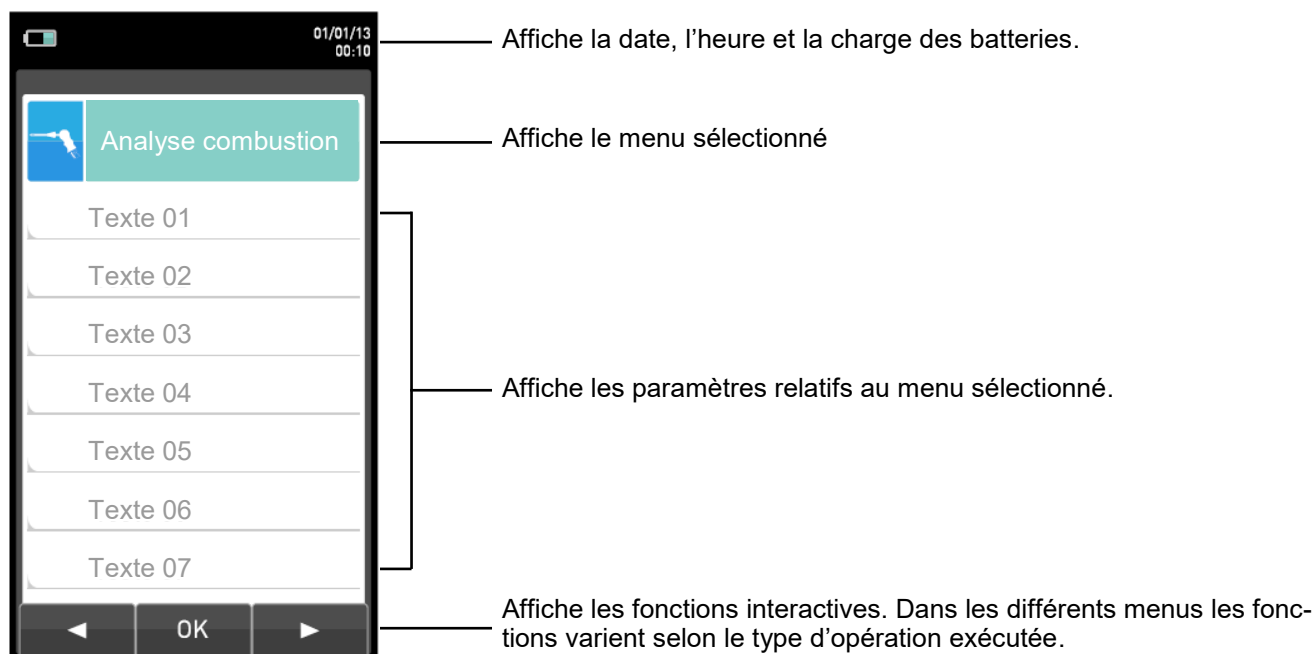 01/01/13
00:10
Affiche la date, l’heure et la charge des batteries.
Analyse combustion
Affiche le menu sélectionné
Texte 01
Texte 02
Texte 03
Texte 04
Affiche les paramètres relatifs au menu sélectionné.
Texte 05
Texte 06
Texte 07
OK
Affiche les fonctions interactives. Dans les différents menus les fonc-
tions varient selon le type d’opération exécutée.